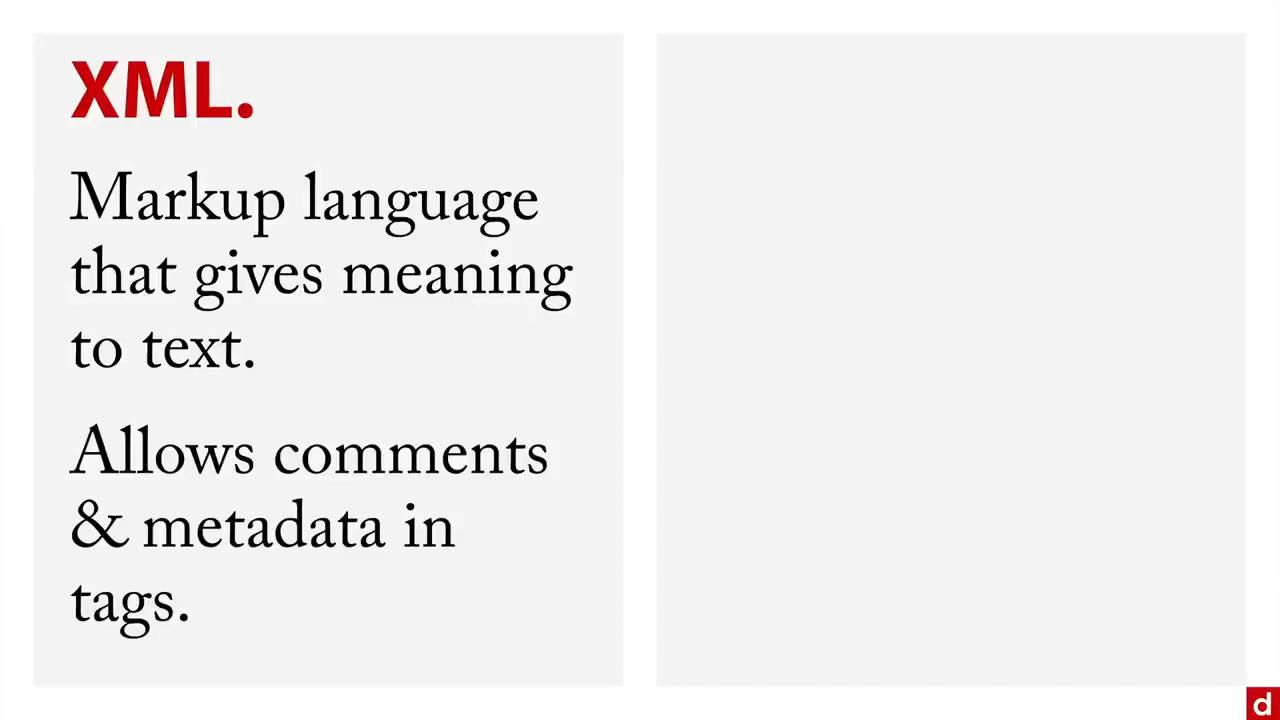 XML.
Markup language
that gives meaning
to text.
Allows comments
& metadata in
tags.
d